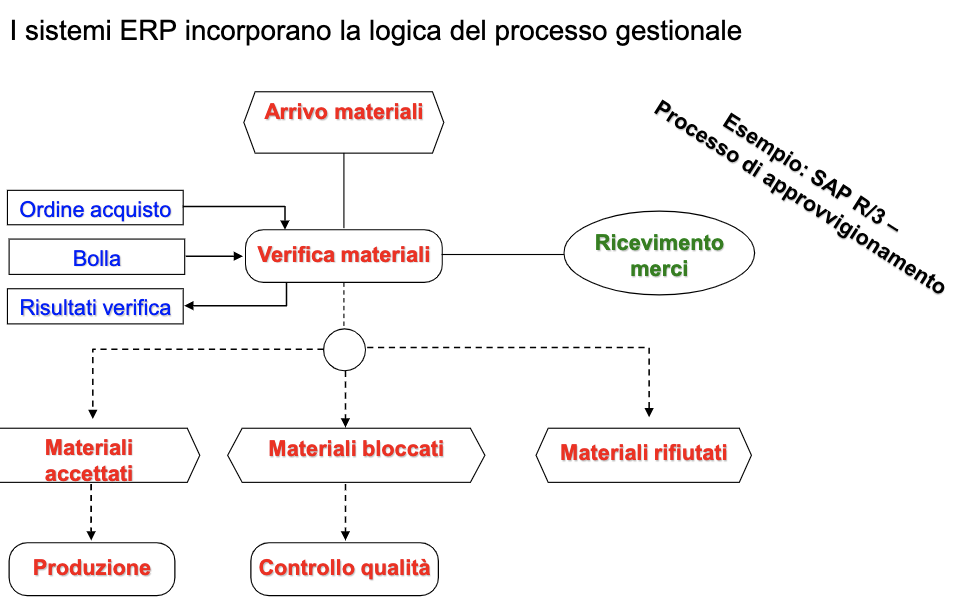 I sistemi ERP incorporano la logica del processo gestionale
Arrivo materiali
Esempio: SAP R/3 –
Processo di approvvigionamento
Ordine acquisto
Bolla
Risultati verifica
Verifica materiali
Ricevimento
merci
Materiali
accettati
Materiali bloccati
Materiali rifiutati
Produzione
Controllo qualità